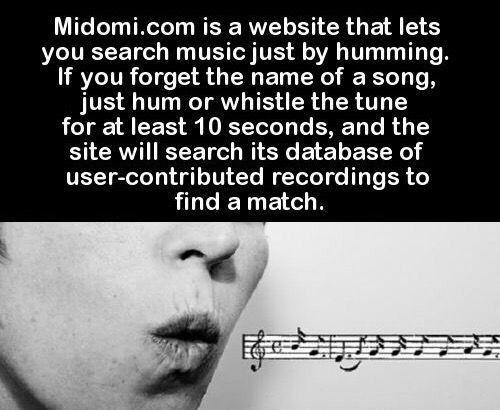 Midomi.com is a website that lets
you search music just by humming.
If you forget the name of a song,
just hum or whistle the tune
for at least 10 seconds, and the
site will search its database of
user-contributed recordings to
find a match.